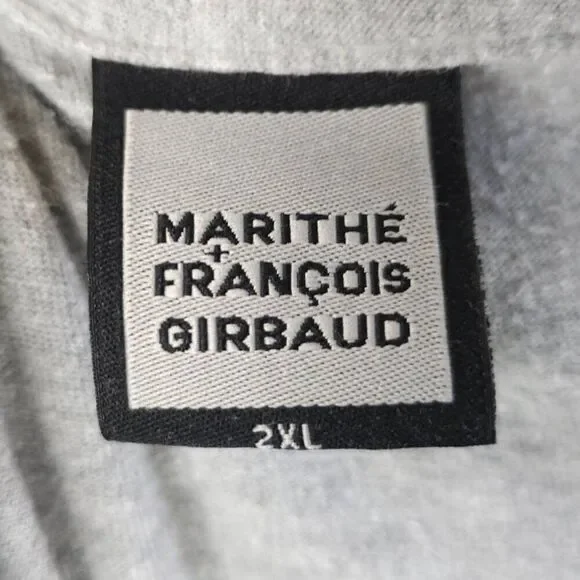 MARITHÉ
+
FRANÇOIS
GIRBAUD
2XL